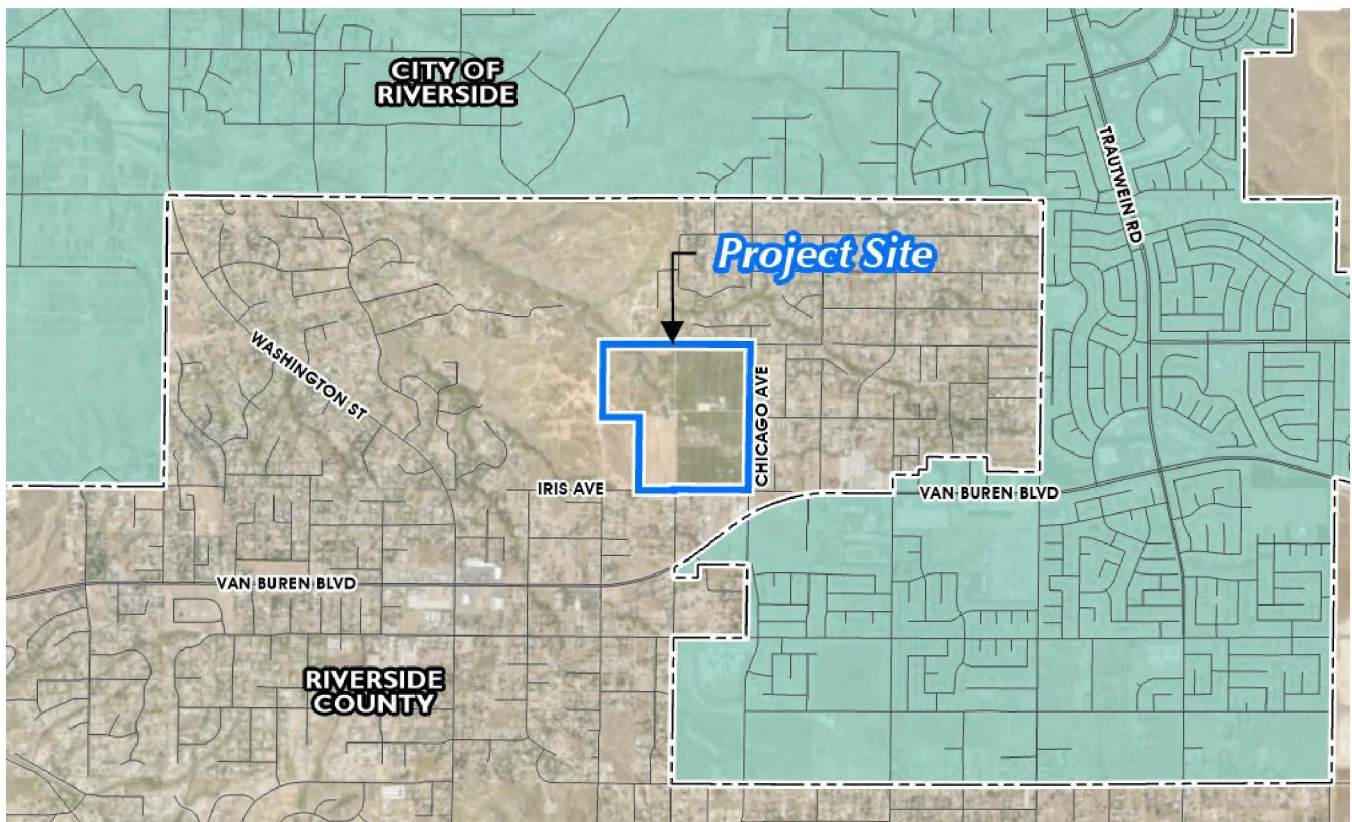 CITY OF
RIVERSIDE
TRAUTWEIN RD
Project Site
WASHINGTON ST
CHICAGO AVE
IRIS AVE
VAN BUREN BLVD
VAN BUREN BLVD
RIVERSIDE
COUNTY